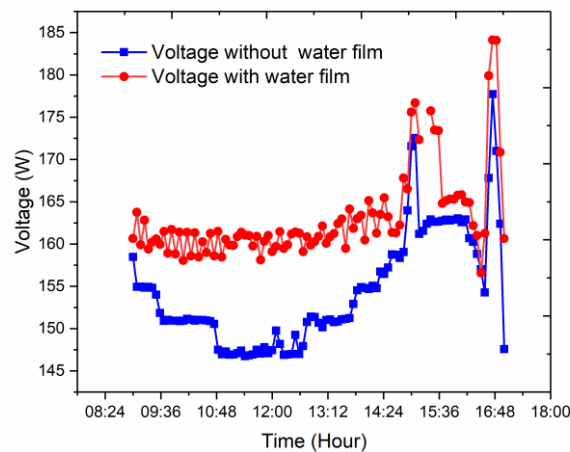 185
180
175
170
165
160
155
150
145
Voltage (W)
Voltage without  water film
Voltage with water film
08:24 09:36 10:48 12:00 13:12 14:24 15:36 16:48 18:00
Time (Hour)